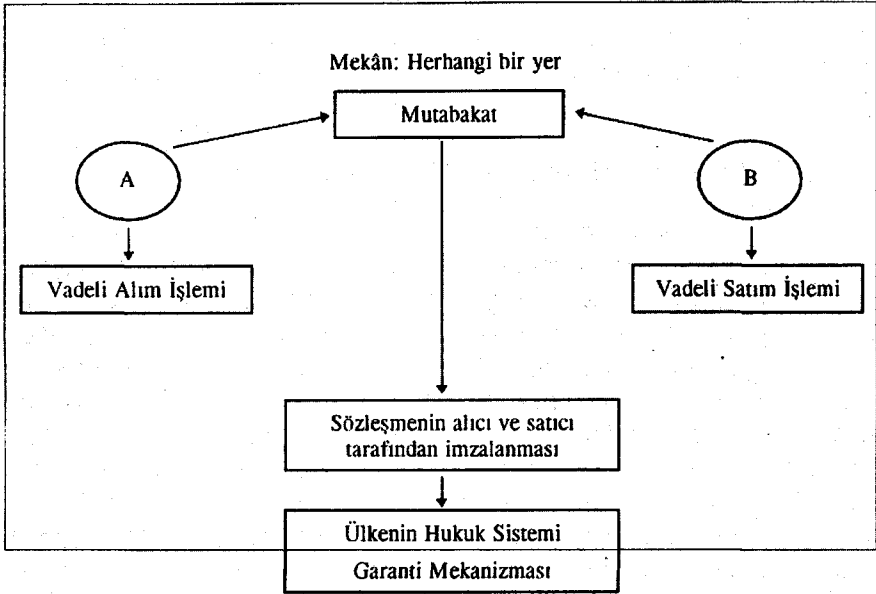 Mekân: Herhangi bir yer
Mutabakat
A
B
Vadeli Alım İşlemi
Vadeli Satım İşlemi
Sözleşmenin alıcı ve satıcı
tarafından imzalanması
Ülkenin Hukuk Sistemi
Garanti Mekanizması